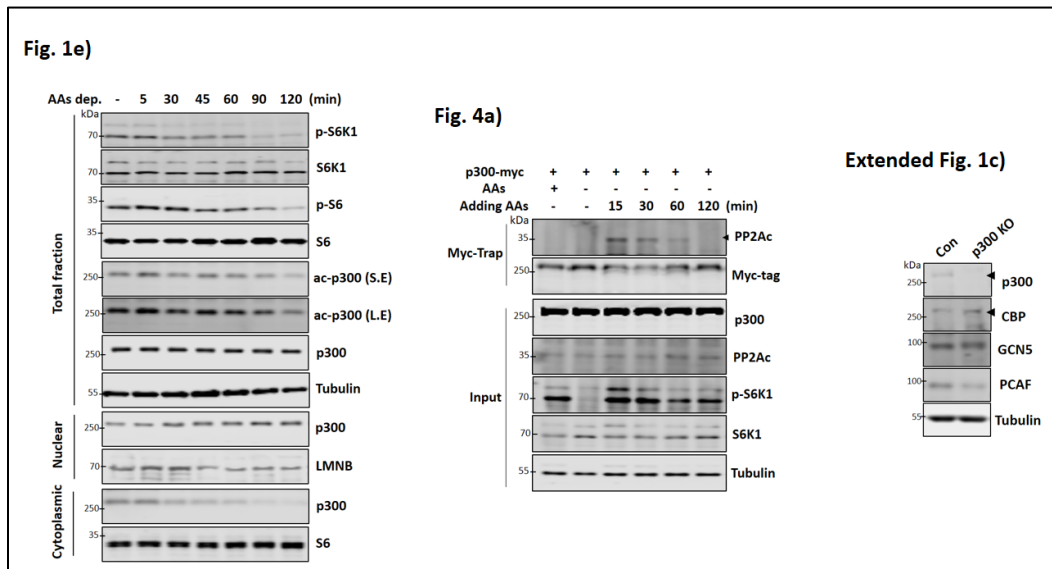 Fig. 1e)
AAs dep. - 5 30 45 60 90 120 (min)
kDa
Total fraction
70 p-S6K1
70 S6K1
35 p-S6
35 S6
250 ac-p300 (S.E)
250 ac-p300 (L.E)
250 p300
55 Tubulin
Nuclear
250 p300
70 LMNB
Cytoplasmic
250 p300
35 S6
Fig. 4a)
p300-myc + + + + + +
AAs + - - - - -
Adding AAs - - 15 30 60 120 (min)
kDa
Myc-Trap
35 PP2Ac
250 Myc-tag
Input
250 p300
35 PP2Ac
70 p-S6K1
70 S6K1
55 Tubulin
Extended Fig. 1c)
Con p300 KO
kDa
250 p300
250 CBP
100 GCN5
100 PCAF
55 Tubulin